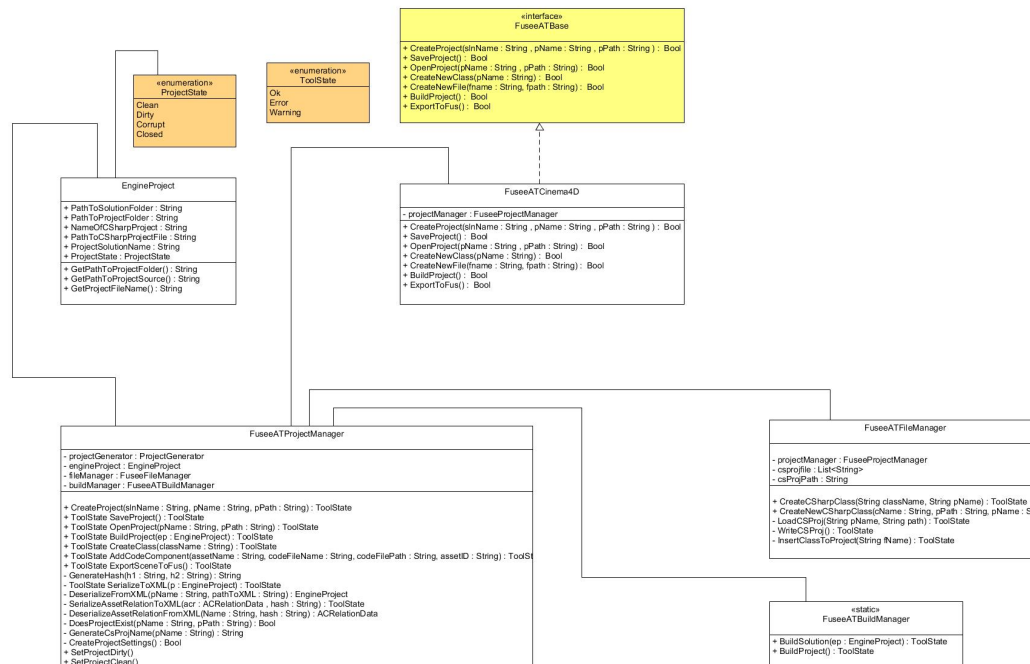 «interface»
FuseeATBase
+ CreateProject(slnName : String , pName : String , pPath : String ) : Bool
+ SaveProject() : Bool
+ OpenProject(pName : String , pPath : String) : Bool
+ CreateNewClass(pName : String) : Bool
+ CreateNewFile(fname : String, fpath : String) : Bool
+ BuildProject() : Bool
+ ExportToFus() : Bool
«enumeration»
ProjectState
Clean
Dirty
Corrupt
Closed
«enumeration»
ToolState
Ok
Error
Warning
EngineProject
+ PathToSolutionFolder : String
+ PathToProjectFolder : String
+ NameOfCSharpProject : String
+ PathToCSharpProjectFile : String
+ ProjectSolutionName : String
+ ProjectState : ProjectState
+ GetPathToProjectFolder() : String
+ GetPathToProjectSource() : String
+ GetProjectFileName() : String
FuseeATCinema4D
- projectManager : FuseeProjectManager
+ CreateProject(slnName : String , pName : String , pPath : String ) : Bool
+ SaveProject() : Bool
+ OpenProject(pName : String , pPath : String) : Bool
+ CreateNewClass(pName : String) : Bool
+ CreateNewFile(fname : String, fpath : String) : Bool
+ BuildProject() : Bool
+ ExportToFus() : Bool
FuseeATProjectManager
- projectGenerator : ProjectGenerator
- engineProject : EngineProject
- fileManager : FuseeFileManager
- buildManager : FuseeATBuildManager
+ CreateProject(slnName : String, pName : String, pPath : String) : ToolState
+ ToolState SaveProject() : ToolState
+ ToolState OpenProject(pName : String, pPath : String) : ToolState
+ ToolState BuildProject(ep : EngineProject) : ToolState
+ ToolState CreateClass(className : String) : ToolState
+ ToolState AddCodeComponent(assetName : String, codeFileName : String, codeFilePath : String, assetID : String) : ToolSt
+ ToolState ExportSceneToFus() : ToolState
- GenerateHash(h1 : String, h2 : String) : String
- ToolState SerializeToXML(p : EngineProject) : ToolState
- DeserializeFromXML(pName : String, pathToXML : String) : EngineProject
- SerializeAssetRelationToXML(acr : ACRelationData , hash : String) : ToolState
- DeserializeAssetRelationFromXML(Name : String, hash : String) : ACRelationData
- DoesProjectExist(pName : String, pPath : String) : Bool
- GenerateCsProjName(pName : String) : String
- CreateProjectSettings() : Bool
+ SetProjectDirty()
+ SetProjectClean()
FuseeATFileManager
- projectManager : FuseeProjectManager
- csprojfile : List<String>
- csProjPath : String
+ CreateCSharpClass(String className, String pName) : ToolState
+ CreateNewCSharpClass(cName : String, pPath : String, pName : S
- LoadCSProj(String pName, String path) : ToolState
- WriteCSProj() : ToolState
- InsertClassToProject(String fName) : ToolState
«static»
FuseeATBuildManager
+ BuildSolution(ep : EngineProject) : ToolState
+ BuildProject() : ToolState